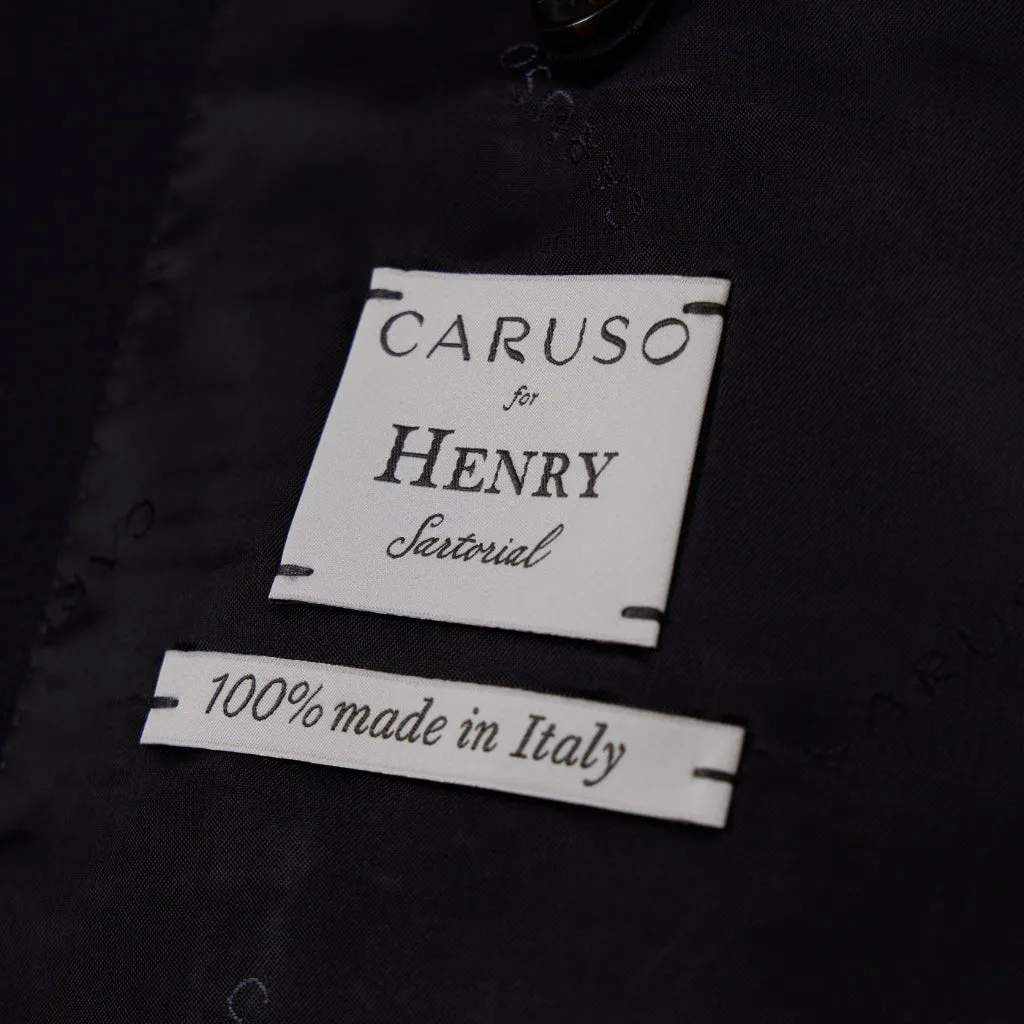 CARUSO
for
HENRY
Sartorial
100% made in Italy